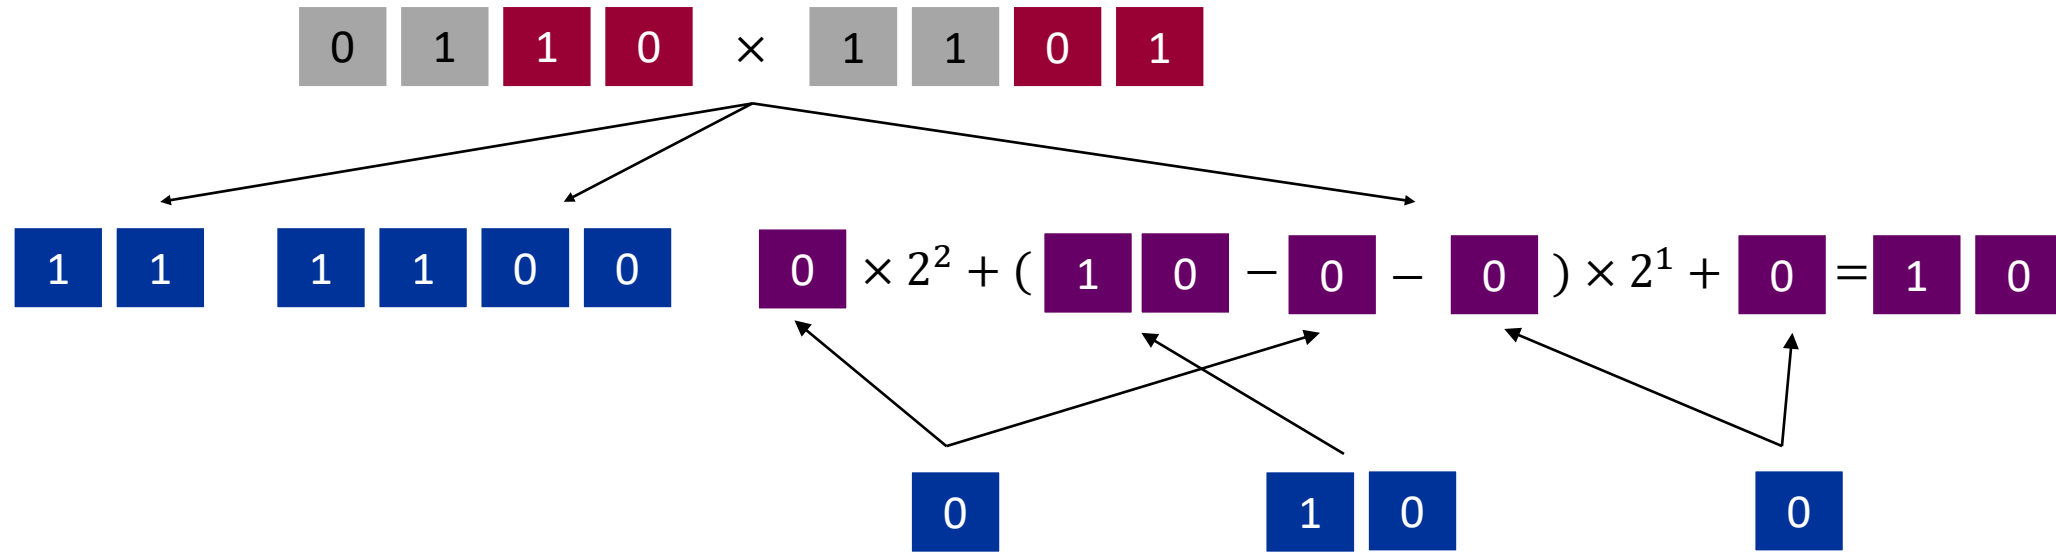 0 1 1 0 × 1 1 0 1
1 1 1 1 0 0 0 × 2² + ( 1 0 − 0 − 0 ) × 2¹ + 0 = 1 0
0 1 0 0